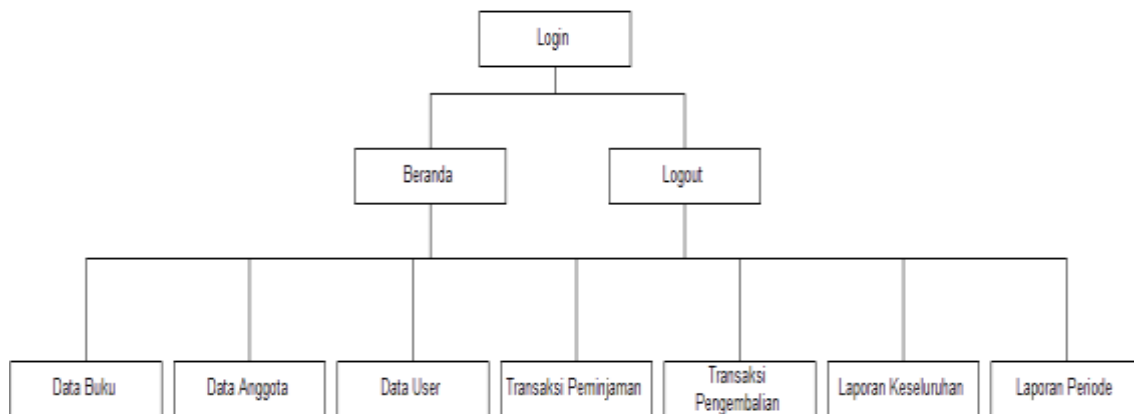 Login
Beranda
Logout
Data Buku
Data Anggota
Data User
Transaksi Peminjaman
Transaksi
Pengembalian
Laporan Keseluruhan
Laporan Periode